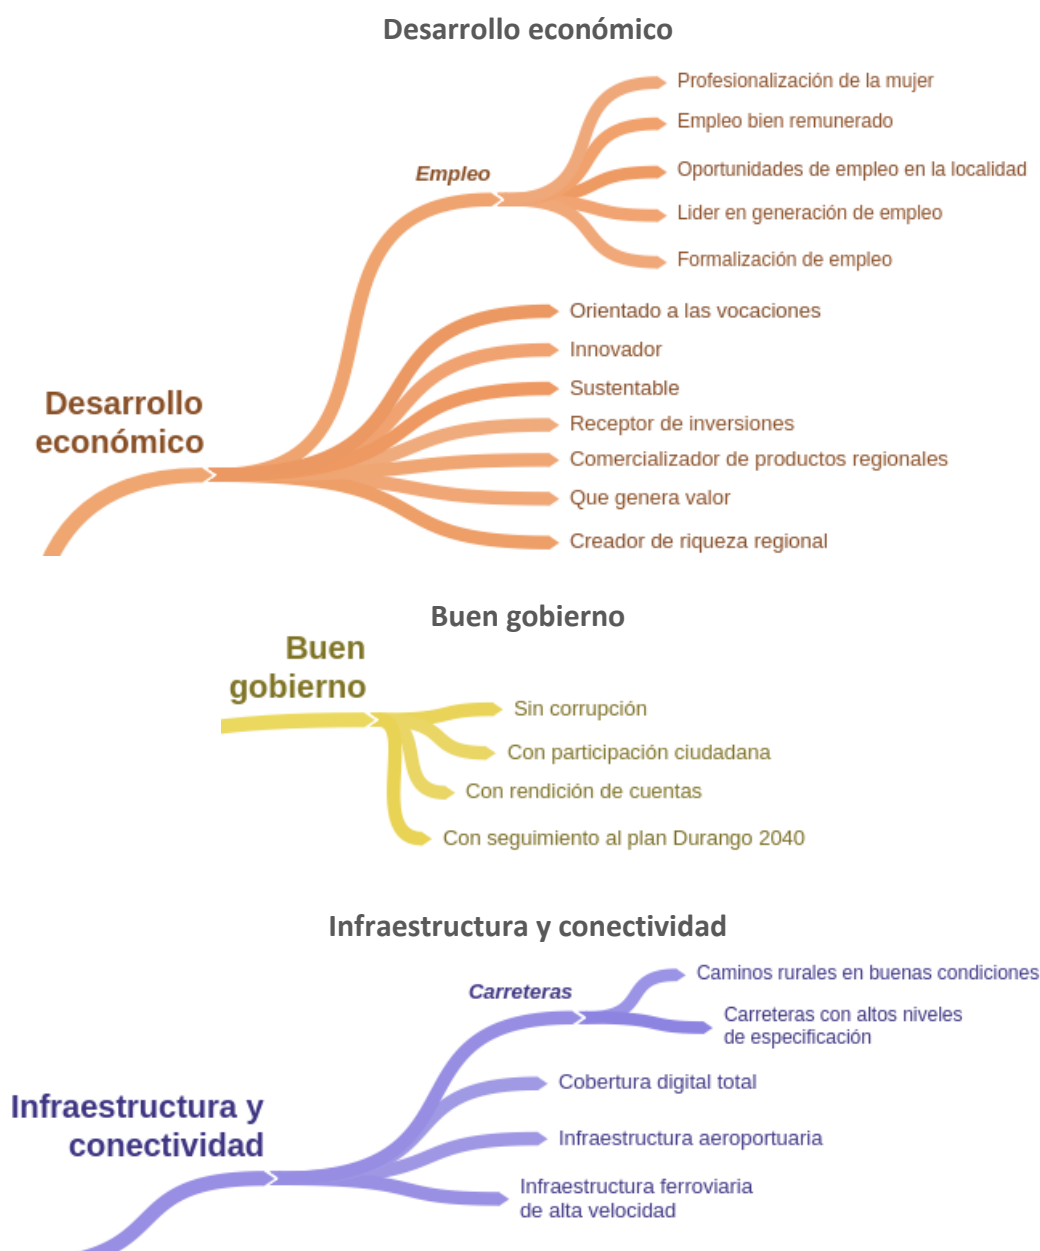 Desarrollo económico
Profesionalización de la mujer
Empleo bien remunerado
Empleo
Oportunidades de empleo en la localidad
Lider en generación de empleo
Formalización de empleo
Orientado a las vocaciones
Innovador
Desarrollo
económico
Sustentable
Receptor de inversiones
Comercializador de productos regionales
Que genera valor
Creador de riqueza regional
Buen gobierno
Buen
gobierno
Sin corrupción
Con participación ciudadana
Con rendición de cuentas
Con seguimiento al plan Durango 2040
Infraestructura y conectividad
Carreteras
Caminos rurales en buenas condiciones
Carreteras con altos niveles
de especificación
Infraestructura y
conectividad
Cobertura digital total
Infraestructura aeroportuaria
Infraestructura ferroviaria
de alta velocidad